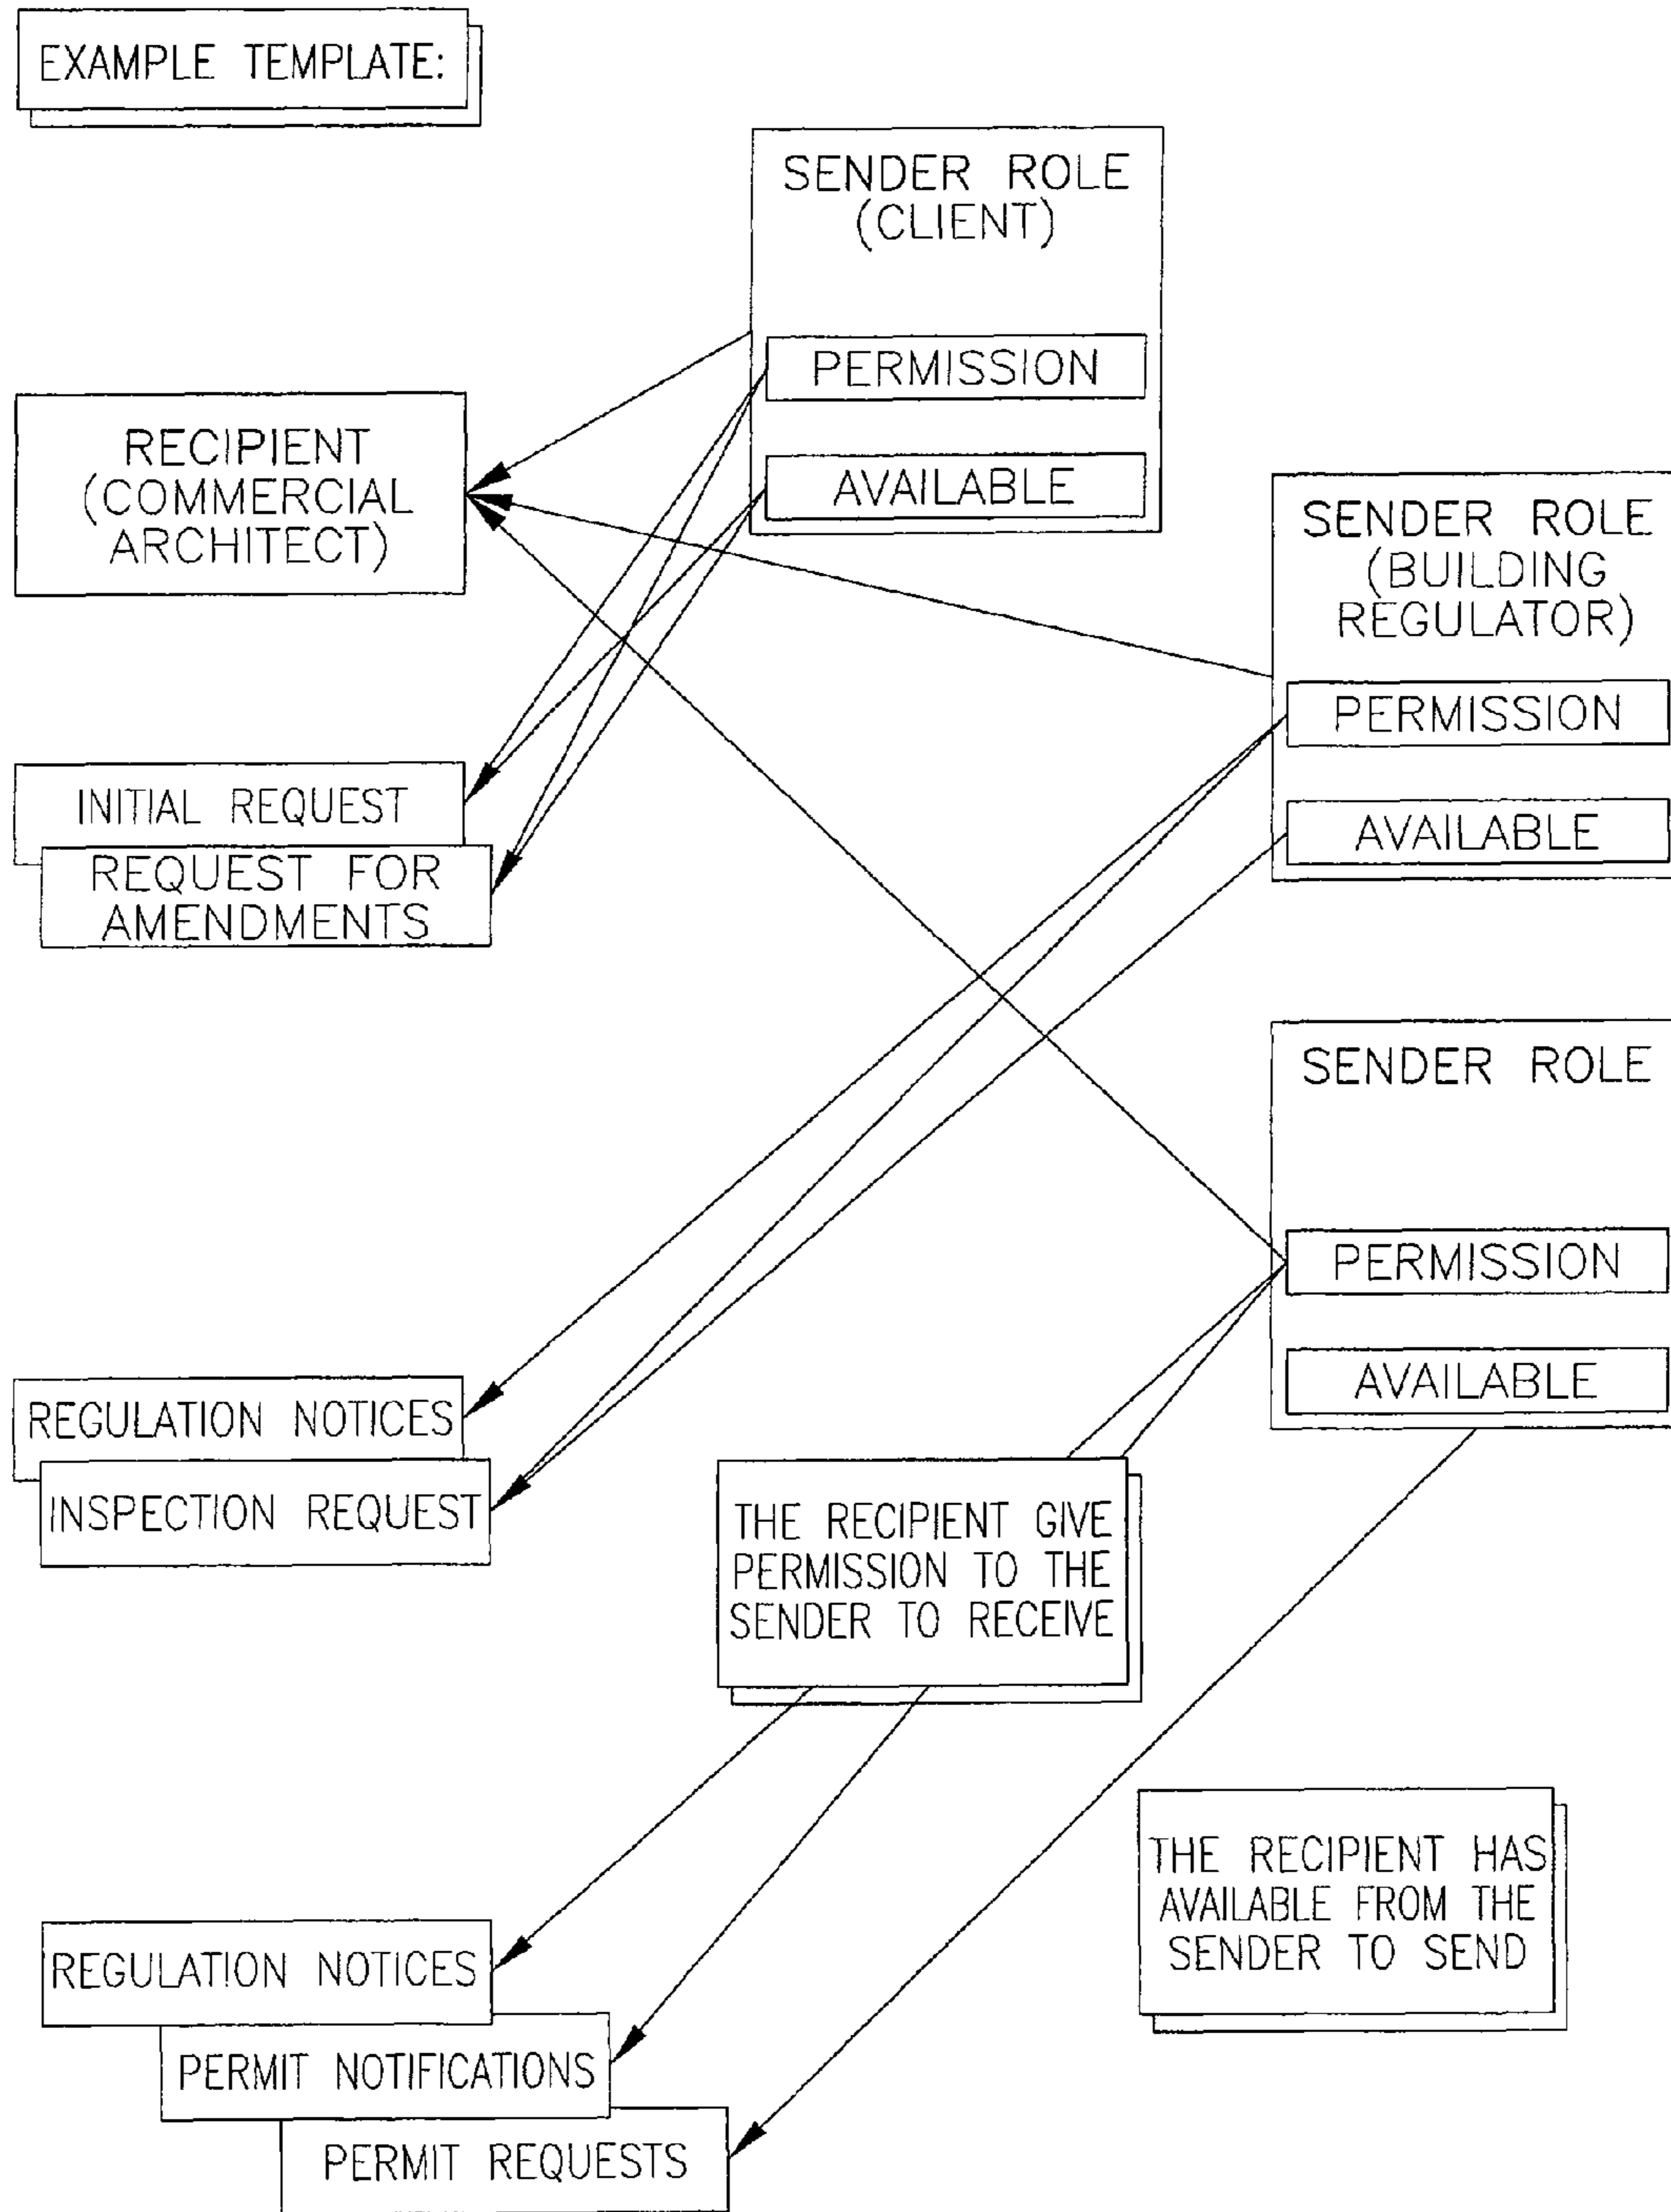 EXAMPLE TEMPLATE:
SENDER ROLE
(CLIENT)
PERMISSION
AVAILABLE
RECIPIENT
(COMMERCIAL
ARCHITECT)
SENDER ROLE
(BUILDING
REGULATOR)
PERMISSION
AVAILABLE
INITIAL REQUEST
REQUEST FOR
AMENDMENTS
SENDER ROLE
PERMISSION
AVAILABLE
REGULATION NOTICES
INSPECTION REQUEST
THE RECIPIENT GIVE
PERMISSION TO THE
SENDER TO RECEIVE
THE RECIPIENT HAS
AVAILABLE FROM THE
SENDER TO SEND
REGULATION NOTICES
PERMIT NOTIFICATIONS
PERMIT REQUESTS